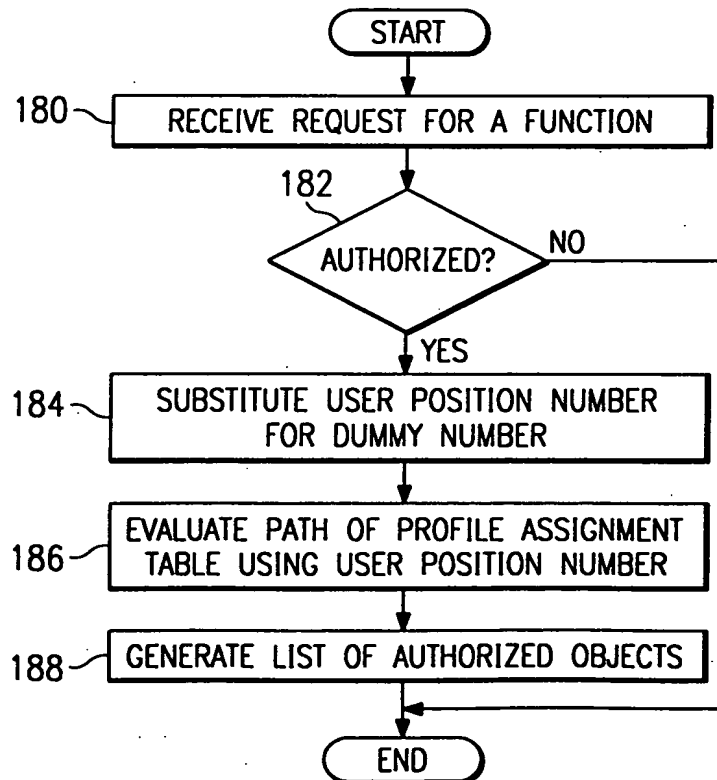 START
180
RECEIVE REQUEST FOR A FUNCTION
182
AUTHORIZED?
NO
YES
184
SUBSTITUTE USER POSITION NUMBER
FOR DUMMY NUMBER
186
EVALUATE PATH OF PROFILE ASSIGNMENT
TABLE USING USER POSITION NUMBER
188
GENERATE LIST OF AUTHORIZED OBJECTS
END